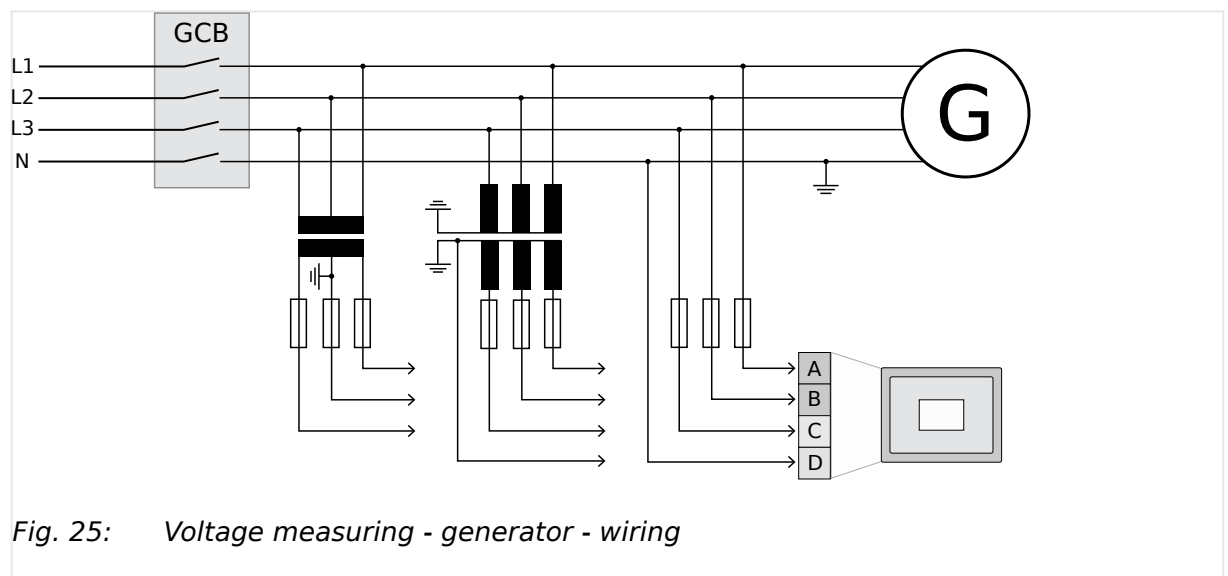 GCB
L1
L2
L3
N
G
A
B
C
D
Fig. 25: Voltage measuring - generator - wiring